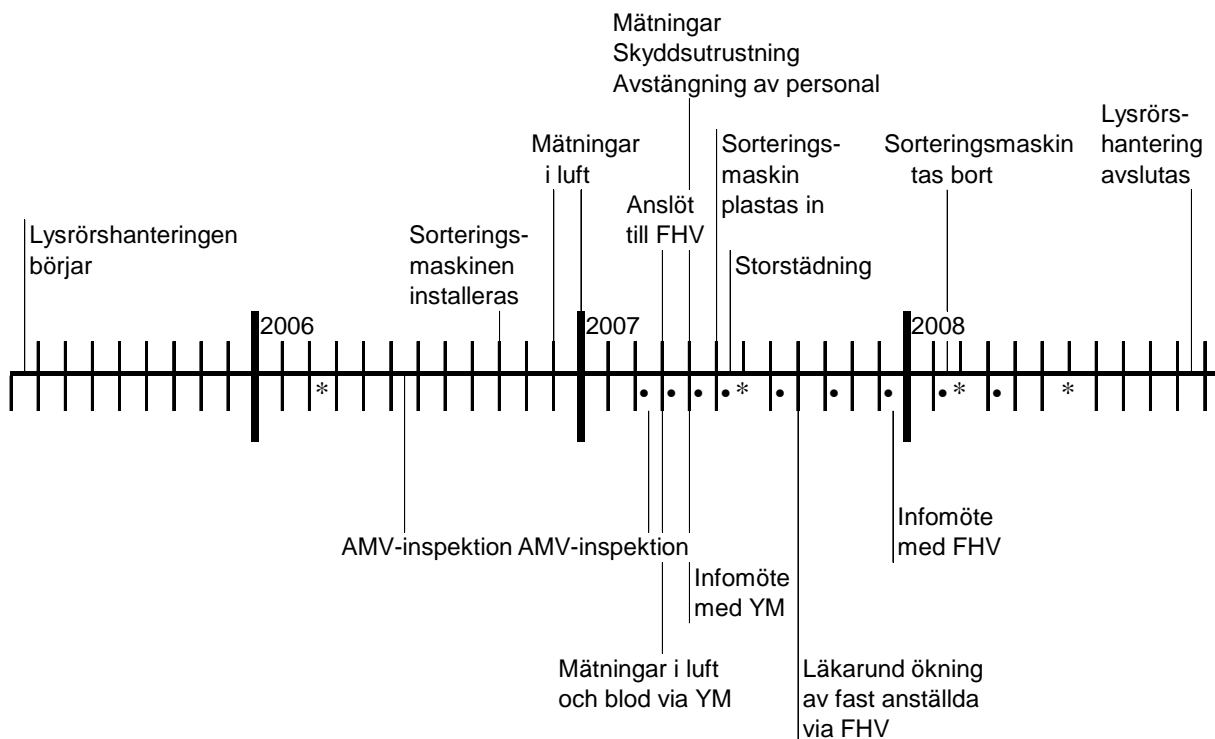 Mätningar
Skyddsutrustning
Avstängning av personal
Lysrörs-
hantering
avslutas
Mätningar
i luft
Sorterings-
maskin
plastas in
Sorteringsmaskin
tas bort
Anslöt
till FHV
Lysrörshanteringen
börjar
Sorterings-
maskinen
installeras
Storstädning
2006
2007
2008
* * * *
AMV-inspektion AMV-inspektion
Infomöte
med FHV
Infomöte
med YM
Mätningar i luft
och blod via YM
Läkarund ökning
av fast anställda
via FHV